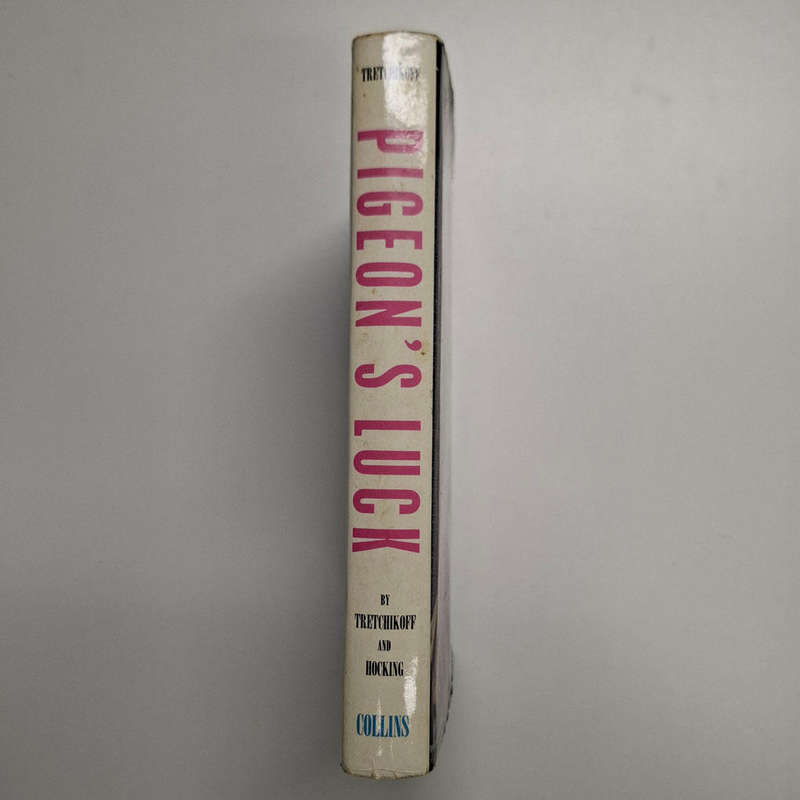 TRETCHIKOFF
PIGEON'S LUCK
BY
TRETCHIKOFF
AND
HOCKING
COLLINS